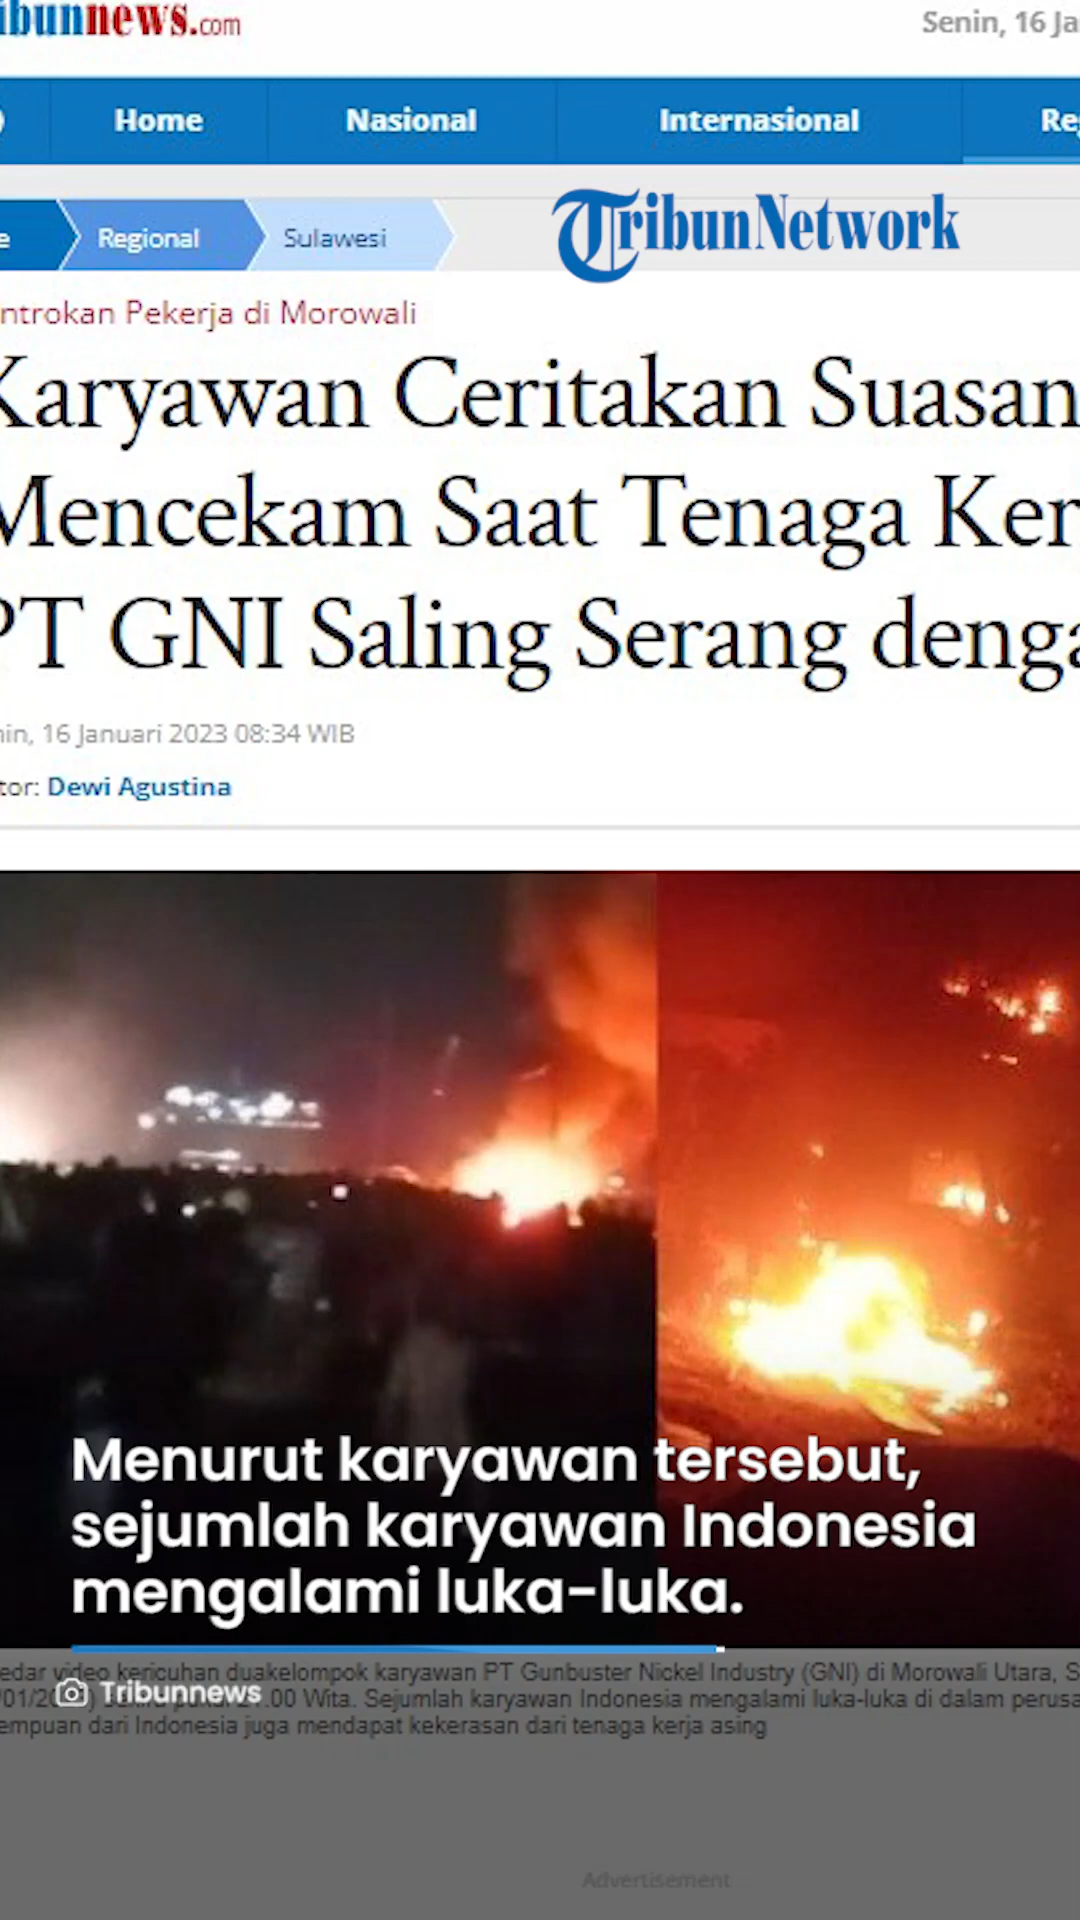 ibunnews.com
Senin, 16 Ja
Home Nasional Internasional Re
e Regional Sulawesi
TribunNetwork
ntrokan Pekerja di Morowali
Karyawan Ceritakan Suasan
Mencekam Saat Tenaga Ker
PT GNI Saling Serang denga
nin, 16 Januari 2023 08:34 WIB
tor: Dewi Agustina
Menurut karyawan tersebut,
sejumlah karyawan Indonesia
mengalami luka-luka.
edar video kericuhan duakelompok karyawan PT Gunbuster Nickel Industry (GNI) di Morowali Utara, S
Tribunnews
.00 Wita. Sejumlah karyawan Indonesia mengalami luka-luka di dalam perusa
empuan dari Indonesia juga mendapat kekerasan dari tenaga kerja asing
Advertisement